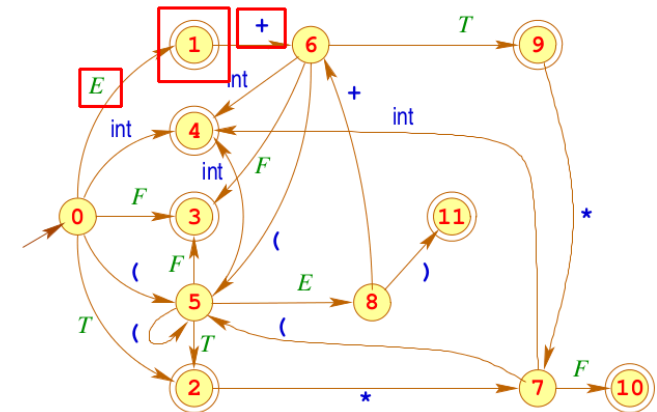 1 + 6 T 9
E int +
int 4 int
int F
0 F 3 11
( ( *
F E )
5 8
( T (
T
2 * 7 F 10